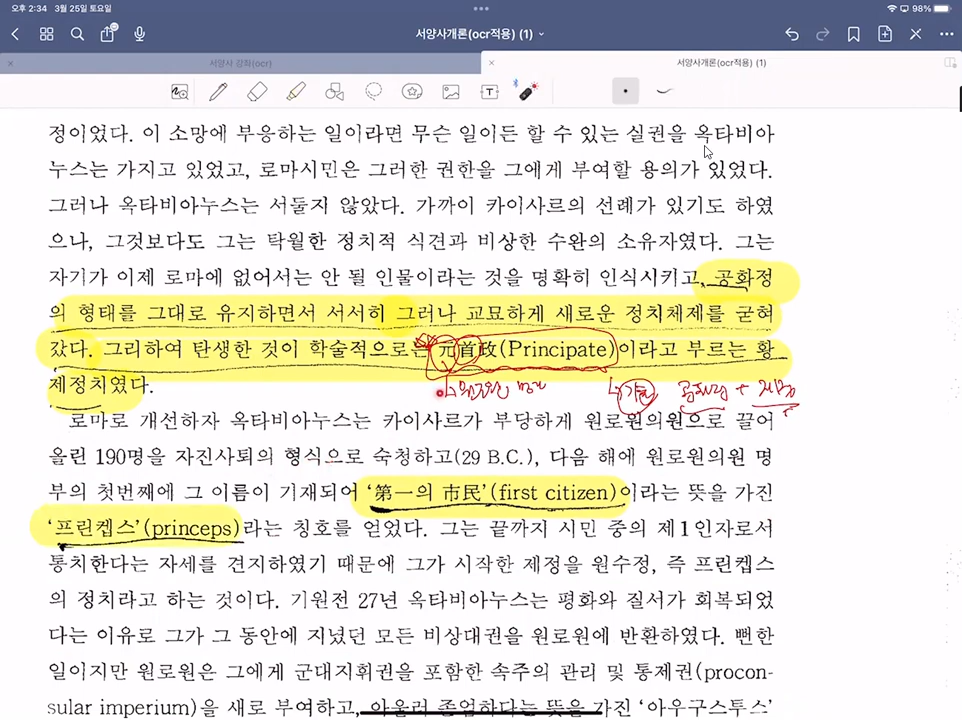 오후 2:34 3월 25일 토요일
98%
서양사개론(ocr적용) (1)
서양사 강좌(ocr)
서양사개론(ocr적용) (1)
정이었다. 이 소망에 부응하는 일이라면 무슨 일이든 할 수 있는 실권을 옥타비아
누스는 가지고 있었고, 로마시민은 그러한 권한을 그에게 부여할 용의가 있었다.
그러나 옥타비아누스는 서둘지 않았다. 가까이 카이사르의 선례가 있기도 하였
으나, 그것보다도 그는 탁월한 정치적 식견과 비상한 수완의 소유자였다. 그는
자기가 이제 로마에 없어서는 안 될 인물이라는 것을 명확히 인식시키고, 공화정
의 형태를 그대로 유지하면서 서서히 그러나 교묘하게 새로운 정치체제를 굳혀
갔다. 그리하여 탄생한 것이 학술적으로는 元首政(Principate)이라고 부르는 황
제정치였다.
로마로 개선하자 옥타비아누스는 카이사르가 부당하게 원로원의원으로 끌어
올린 190명을 자진사퇴의 형식으로 숙청하고(29 B.C.), 다음 해에 원로원의원 명
부의 첫번째에 그 이름이 기재되어 ‘第一의 市民’(first citizen)이라는 뜻을 가진
‘프린켑스’(princeps)라는 칭호를 얻었다. 그는 끝까지 시민 중의 제1인자로서
통치한다는 자세를 견지하였기 때문에 그가 시작한 제정을 원수정, 즉 프린켑스
의 정치라고 하는 것이다. 기원전 27년 옥타비아누스는 평화와 질서가 회복되었
다는 이유로 그가 그 동안에 지녔던 모든 비상대권을 원로원에 반환하였다. 뻔한
일이지만 원로원은 그에게 군대지휘권을 포함한 속주의 관리 및 통제권(procon-
sular imperium)을 새로 부여하고, 아울러 존엄하다는 뜻을 가진 ‘아우구스투스’